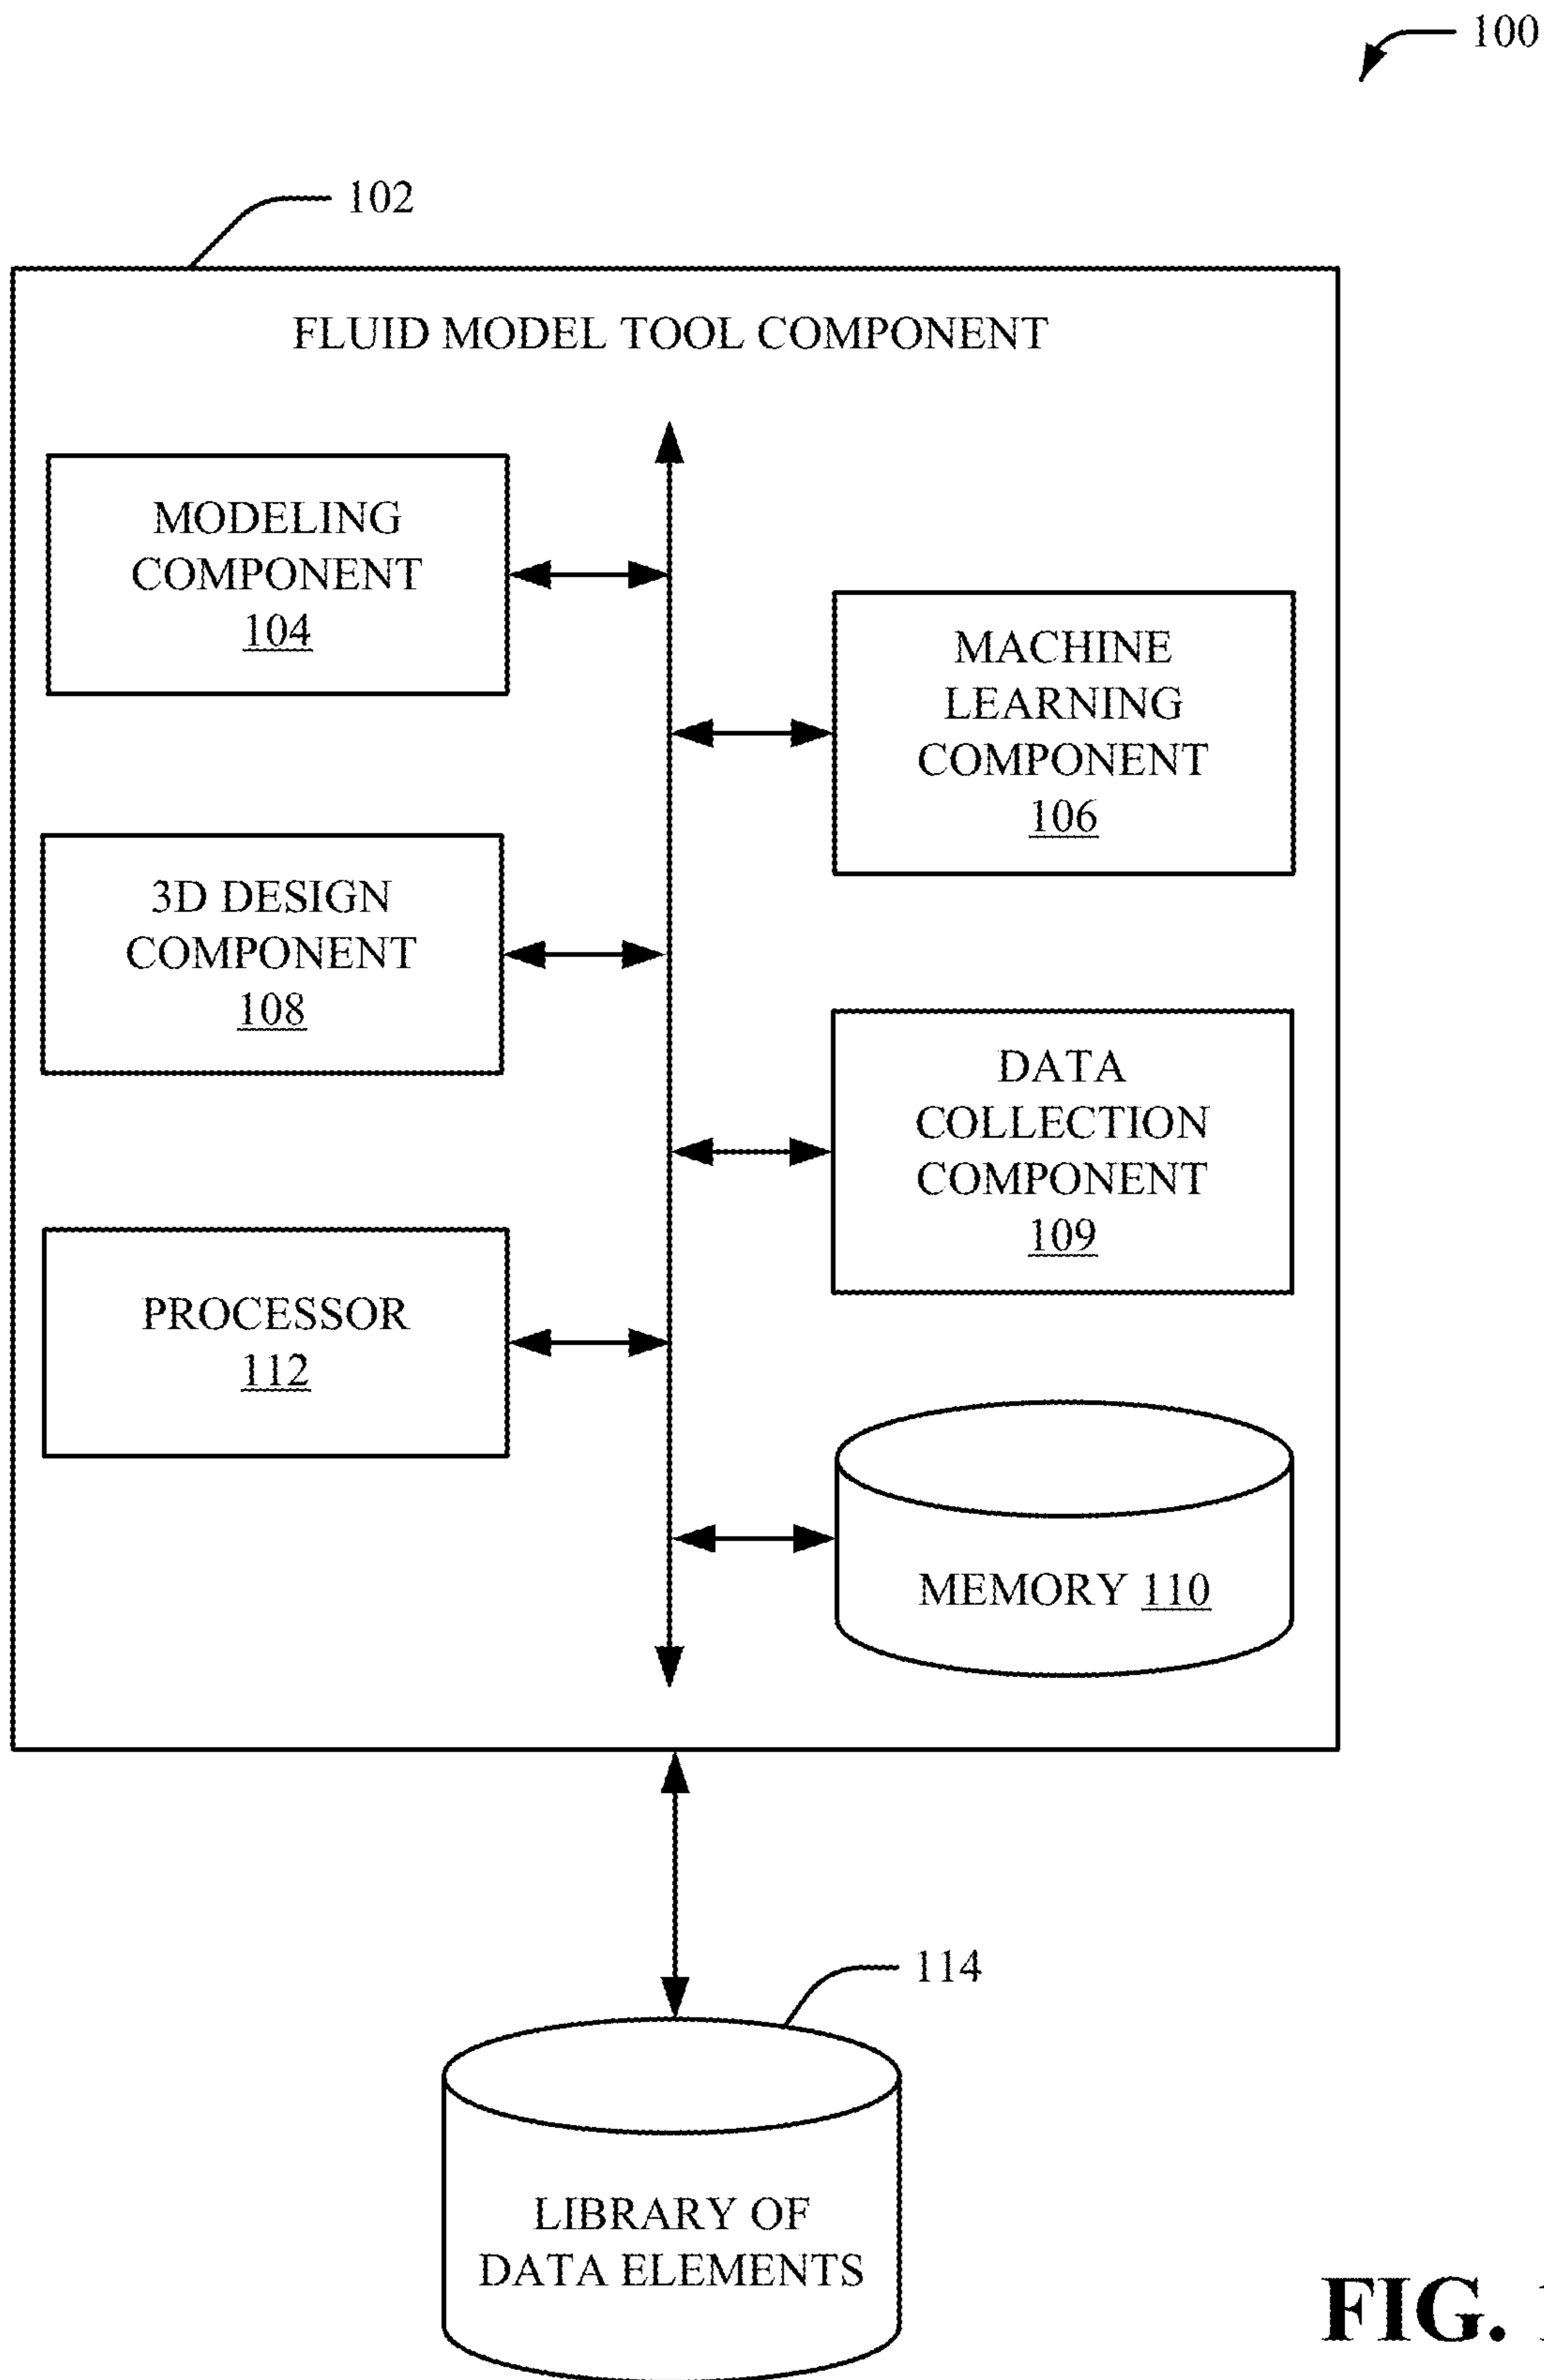 100
102
FLUID MODEL TOOL COMPONENT
MODELING
COMPONENT
104
MACHINE
LEARNING
COMPONENT
106
3D DESIGN
COMPONENT
108
DATA
COLLECTION
COMPONENT
109
PROCESSOR
112
MEMORY 110
114
LIBRARY OF
DATA ELEMENTS
FIG.